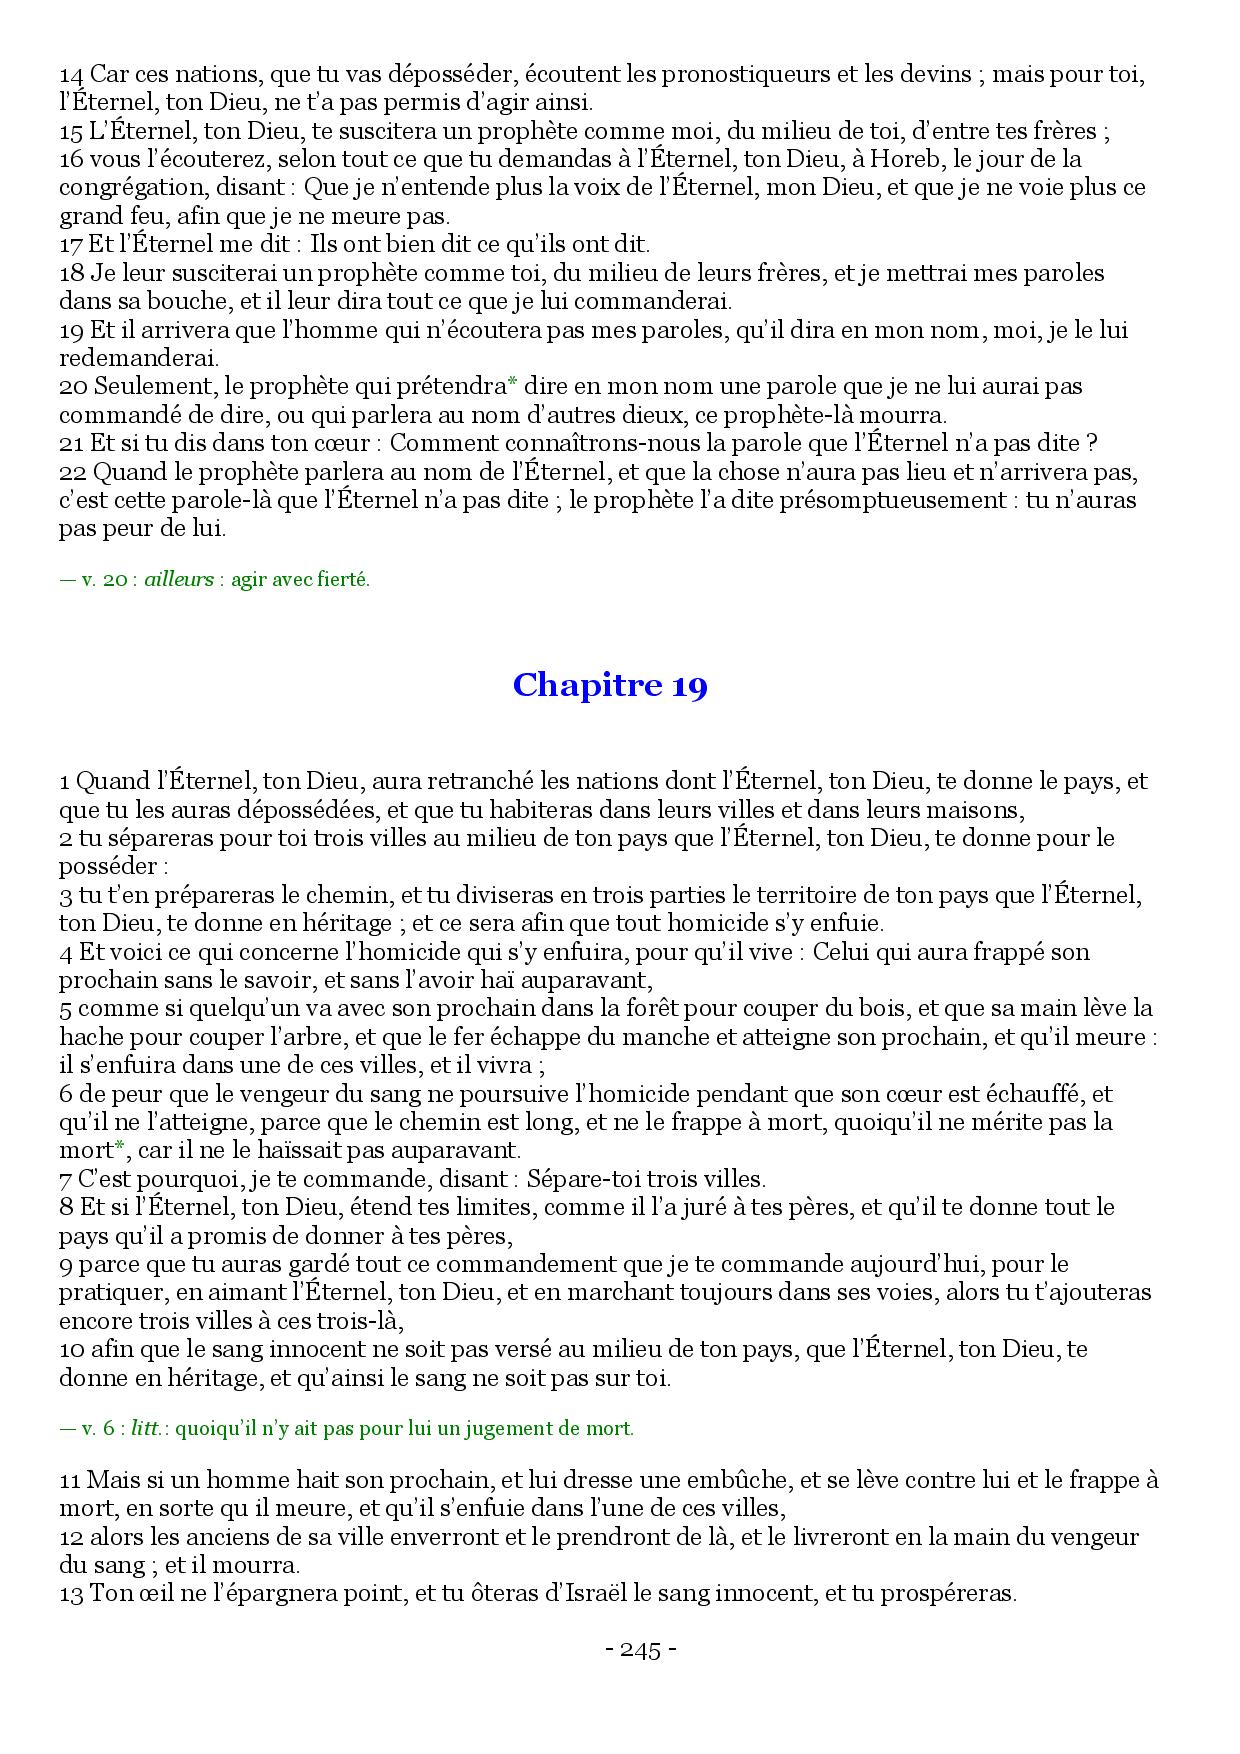 14 Car ces nations, que tu vas déposséder, écoutent les pronostiqueurs et les devins ; mais pour toi,
l’Éternel, ton Dieu, ne t’a pas permis d’agir ainsi.
15 L’Éternel, ton Dieu, te suscitera un prophète comme moi, du milieu de toi, d’entre tes frères ;
16 vous l’écouterez, selon tout ce que tu demandas à l’Éternel, ton Dieu, à Horeb, le jour de la
congrégation, disant : Que je n’entende plus la voix de l’Éternel, mon Dieu, et que je ne voie plus ce
grand feu, afin que je ne meure pas.
17 Et l’Éternel me dit : Ils ont bien dit ce qu’ils ont dit.
18 Je leur susciterai un prophète comme toi, du milieu de leurs frères, et je mettrai mes paroles
dans sa bouche, et il leur dira tout ce que je lui commanderai.
19 Et il arrivera que l’homme qui n’écoutera pas mes paroles, qu’il dira en mon nom, moi, je le lui
redemanderai.
20 Seulement, le prophète qui prétendra* dire en mon nom une parole que je ne lui aurai pas
commandé de dire, ou qui parlera au nom d’autres dieux, ce prophète-là mourra.
21 Et si tu dis dans ton cœur : Comment connaîtrons-nous la parole que l’Éternel n’a pas dite ?
22 Quand le prophète parlera au nom de l’Éternel, et que la chose n’aura pas lieu et n’arrivera pas,
c’est cette parole-là que l’Éternel n’a pas dite ; le prophète l’a dite présomptueusement : tu n’auras
pas peur de lui.
— v. 20 : ailleurs : agir avec fierté.
Chapitre 19
1 Quand l’Éternel, ton Dieu, aura retranché les nations dont l’Éternel, ton Dieu, te donne le pays, et
que tu les auras dépossédées, et que tu habiteras dans leurs villes et dans leurs maisons,
2 tu sépareras pour toi trois villes au milieu de ton pays que l’Éternel, ton Dieu, te donne pour le
posséder :
3 tu t’en prépareras le chemin, et tu diviseras en trois parties le territoire de ton pays que l’Éternel,
ton Dieu, te donne en héritage ; et ce sera afin que tout homicide s’y enfuie.
4 Et voici ce qui concerne l’homicide qui s’y enfuira, pour qu’il vive : Celui qui aura frappé son
prochain sans le savoir, et sans l’avoir haï auparavant,
5 comme si quelqu’un va avec son prochain dans la forêt pour couper du bois, et que sa main lève la
hache pour couper l’arbre, et que le fer échappe du manche et atteigne son prochain, et qu’il meure :
il s’enfuira dans une de ces villes, et il vivra ;
6 de peur que le vengeur du sang ne poursuive l’homicide pendant que son cœur est échauffé, et
qu’il ne l’atteigne, parce que le chemin est long, et ne le frappe à mort, quoiqu’il ne mérite pas la
mort*, car il ne le haïssait pas auparavant.
7 C’est pourquoi, je te commande, disant : Sépare-toi trois villes.
8 Et si l’Éternel, ton Dieu, étend tes limites, comme il l’a juré à tes pères, et qu’il te donne tout le
pays qu’il a promis de donner à tes pères,
9 parce que tu auras gardé tout ce commandement que je te commande aujourd’hui, pour le
pratiquer, en aimant l’Éternel, ton Dieu, et en marchant toujours dans ses voies, alors tu t’ajouteras
encore trois villes à ces trois-là,
10 afin que le sang innocent ne soit pas versé au milieu de ton pays, que l’Éternel, ton Dieu, te
donne en héritage, et qu’ainsi le sang ne soit pas sur toi.
— v. 6 : litt. : quoiqu’il n’y ait pas pour lui un jugement de mort.
11 Mais si un homme hait son prochain, et lui dresse une embûche, et se lève contre lui et le frappe à
mort, en sorte qu il meure, et qu’il s’enfuie dans l’une de ces villes,
12 alors les anciens de sa ville enverront et le prendront de là, et le livreront en la main du vengeur
du sang ; et il mourra.
13 Ton œil ne l’épargnera point, et tu ôteras d’Israël le sang innocent, et tu prospéreras.
- 245 -